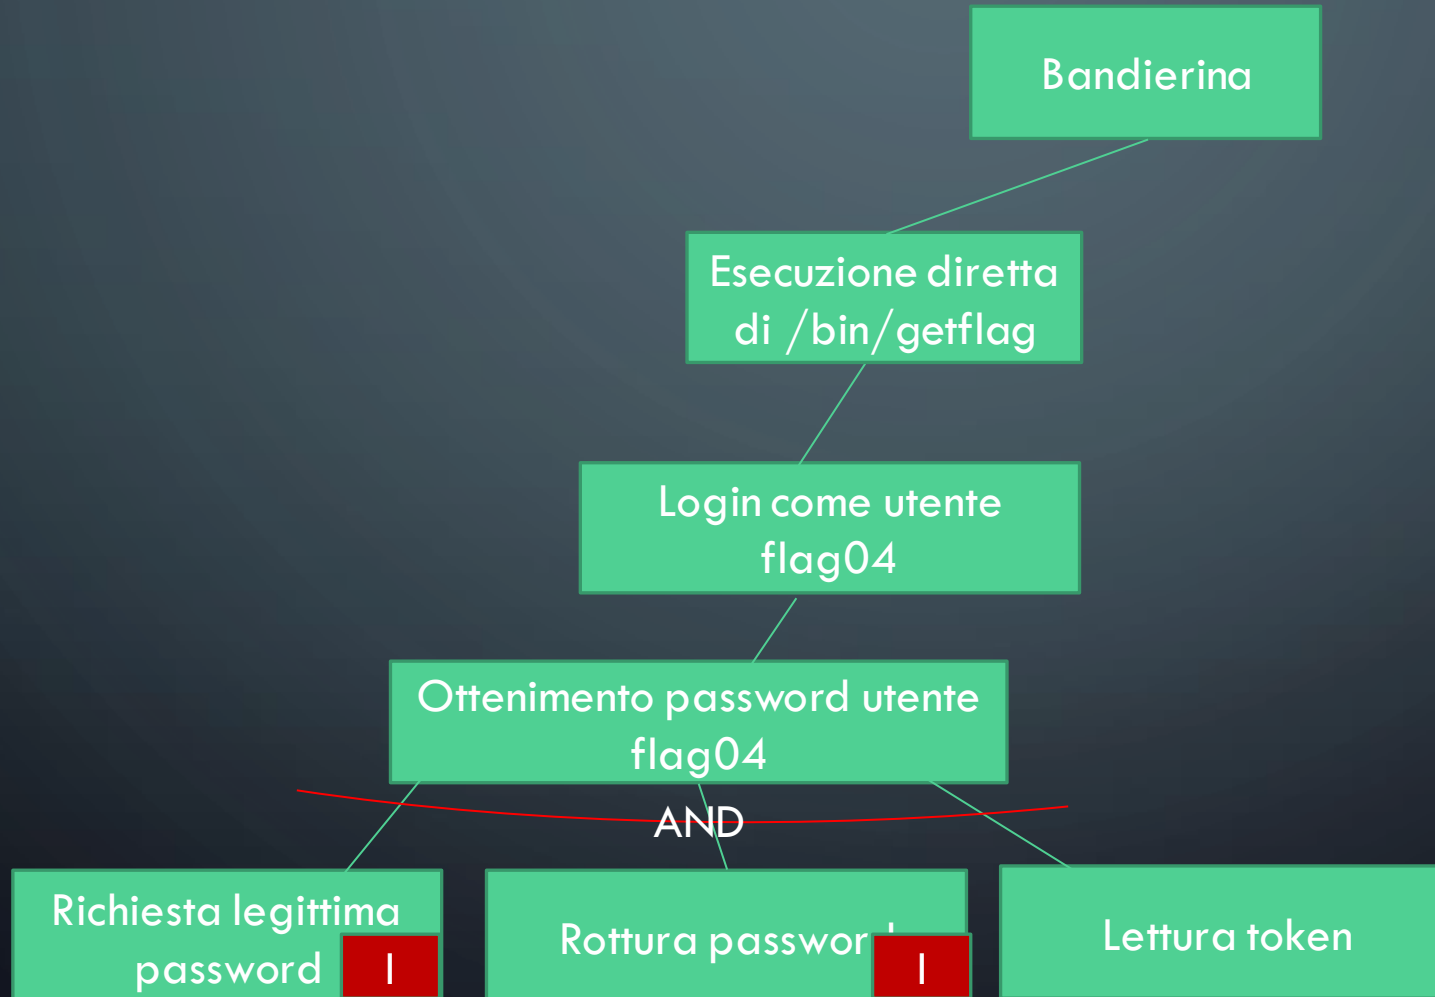 Bandierina
Esecuzione diretta
di /bin/getflag
Login come utente
flag04
Ottenimento password utente
flag04
AND
Richiesta legittima
password
I
Rottura password
I
Lettura token